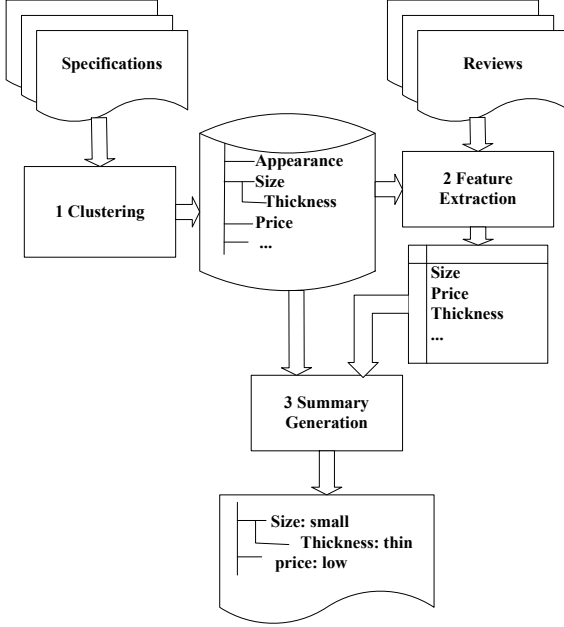 Specifications
Reviews
Appearance
Size
Thickness
Price
...
1 Clustering
2 Feature
Extraction
Size
Price
Thickness
...
3 Summary
Generation
Size: small
Thickness: thin
price: low